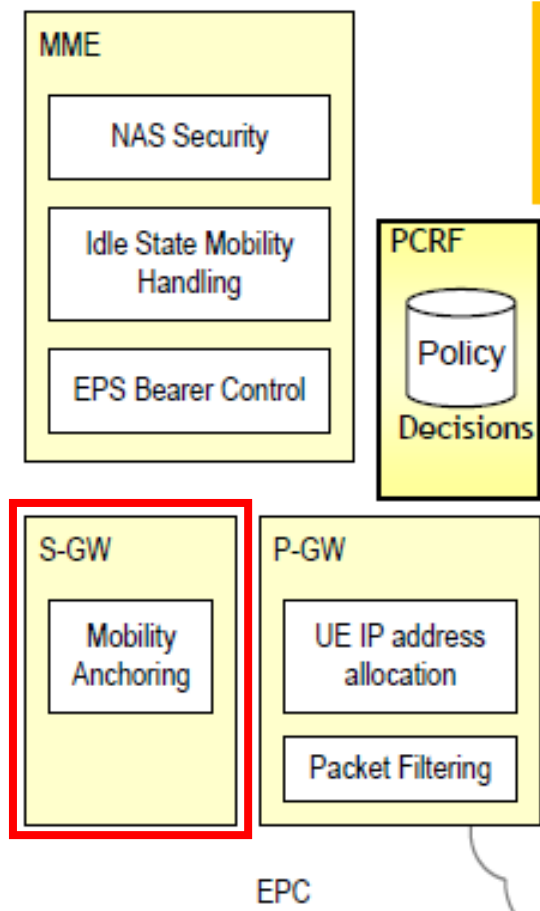 MME
NAS Security
Idle State Mobility
Handling
EPS Bearer Control
PCRF
Policy
Decisions
S-GW
Mobility
Anchoring
P-GW
UE IP address
allocation
Packet Filtering
EPC